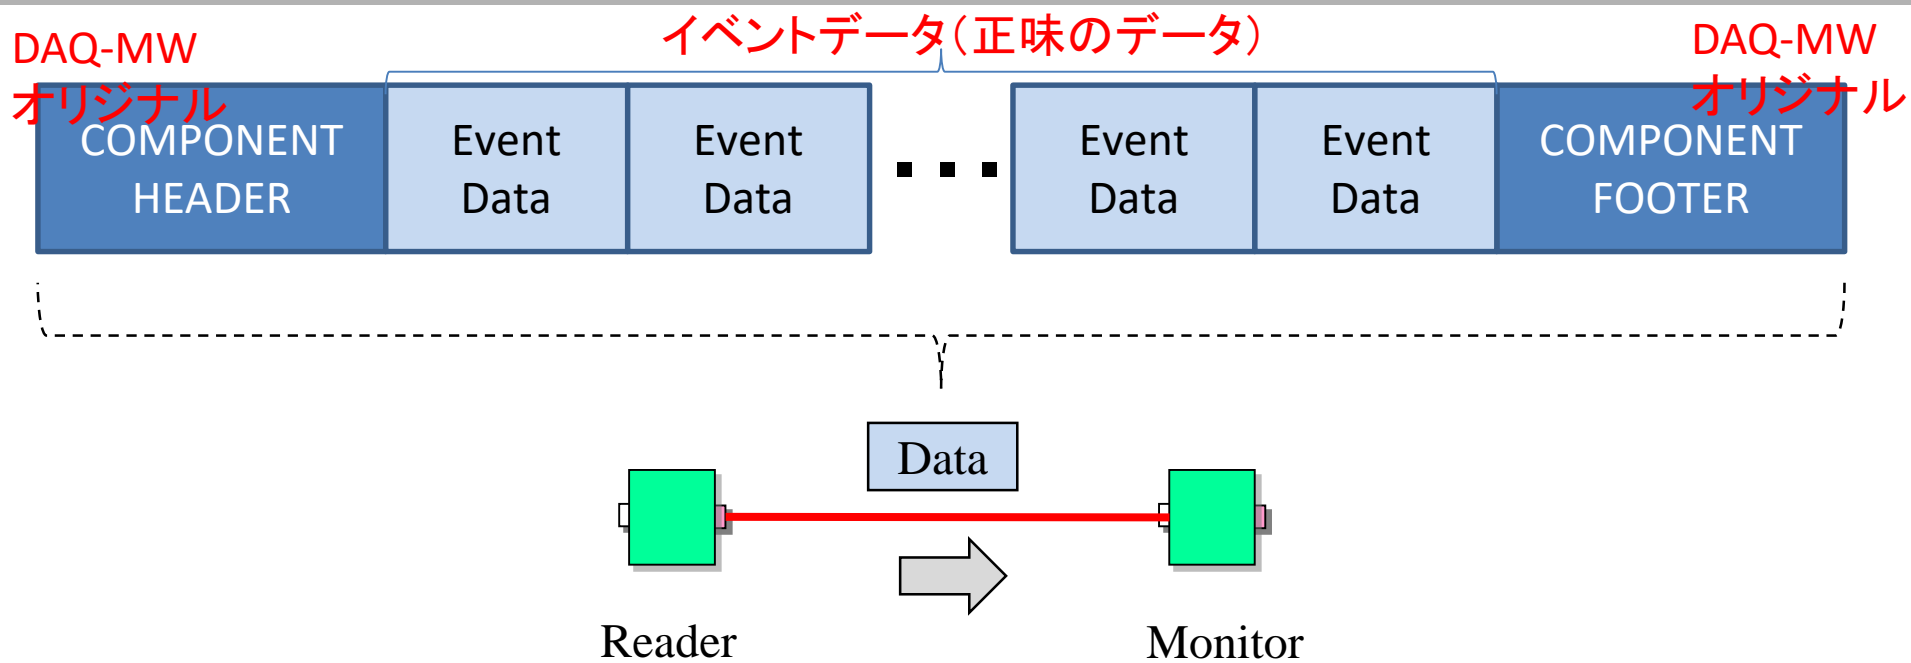 DAQ-MW
オリジナル
イベントデータ(正味のデータ)
DAQ-MW
オリジナル
COMPONENT
HEADER
Event
Data
Event
Data
Event
Data
Event
Data
COMPONENT
FOOTER
Data
Reader
Monitor